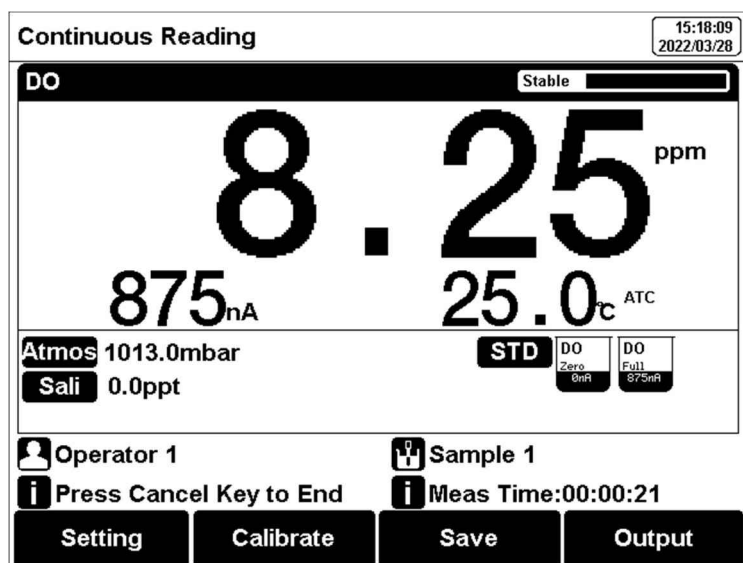 Continuous Reading
15:18:09
2022/03/28
DO
Stable
8.25 ppm
875nA
25.0℃ ATC
Atmos 1013.0mbar
Sali 0.0ppt
STD
DO
Zero
0nA
DO
Full
875nA
Operator 1
Sample 1
Press Cancel Key to End
Meas Time:00:00:21
Setting
Calibrate
Save
Output